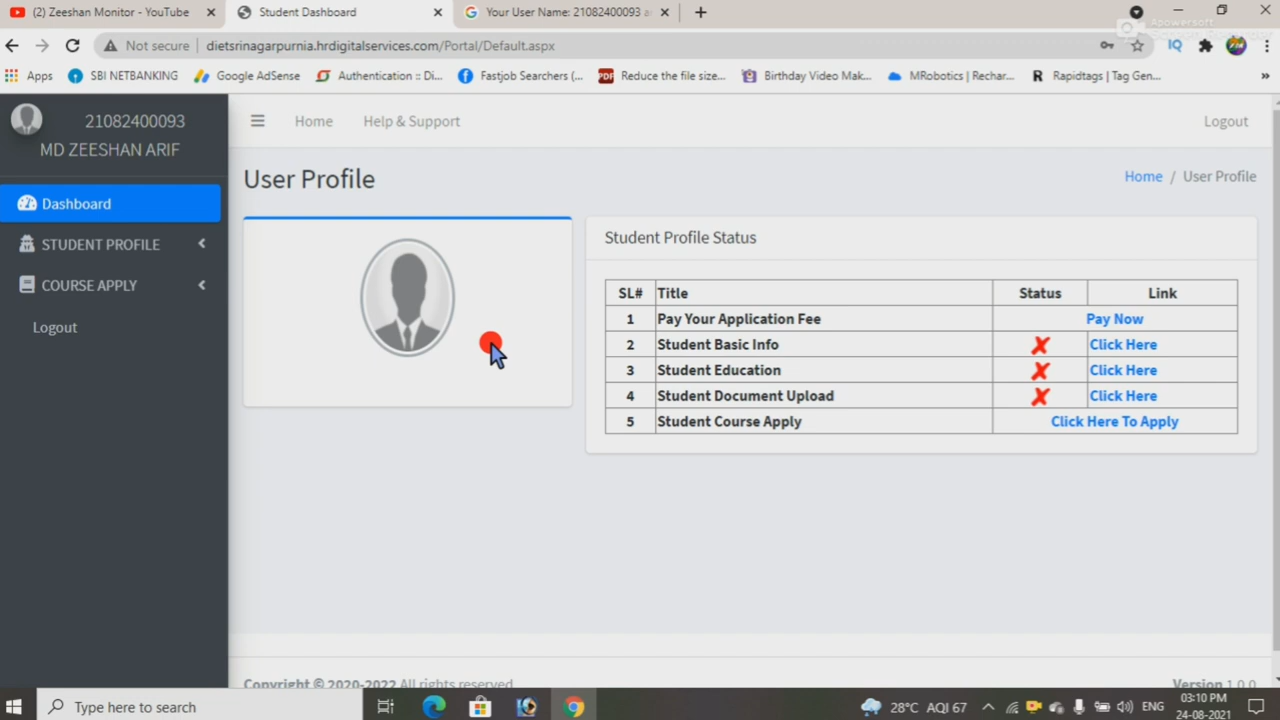 (2) Zeeshan Monitor - YouTube
Student Dashboard
Your User Name: 21082400093 a
Apowersoft
Not secure
dietsrinagarpurnia.hrdigitalservices.com/Portal/Default.aspx
Apps
SBI NETBANKING
Google AdSense
Authentication :: Di...
Fastjob Searchers (...
PDF
Reduce the file size...
Birthday Video Mak...
MRobotics | Rechar...
Rapidtags | Tag Gen...
»
21082400093
MD ZEESHAN ARIF
Home
Help & Support
Logout
User Profile
Home / User Profile
Dashboard
STUDENT PROFILE
COURSE APPLY
Logout
Student Profile Status
SL# Title Status Link
1 Pay Your Application Fee Pay Now
2 Student Basic Info ✘ Click Here
3 Student Education ✘ Click Here
4 Student Document Upload ✘ Click Here
5 Student Course Apply Click Here To Apply
Copyright © 2020-2022 All rights reserved.
Version 1.0.0
Type here to search
28°C AQI 67
ENG
03:10 PM
24-08-2021